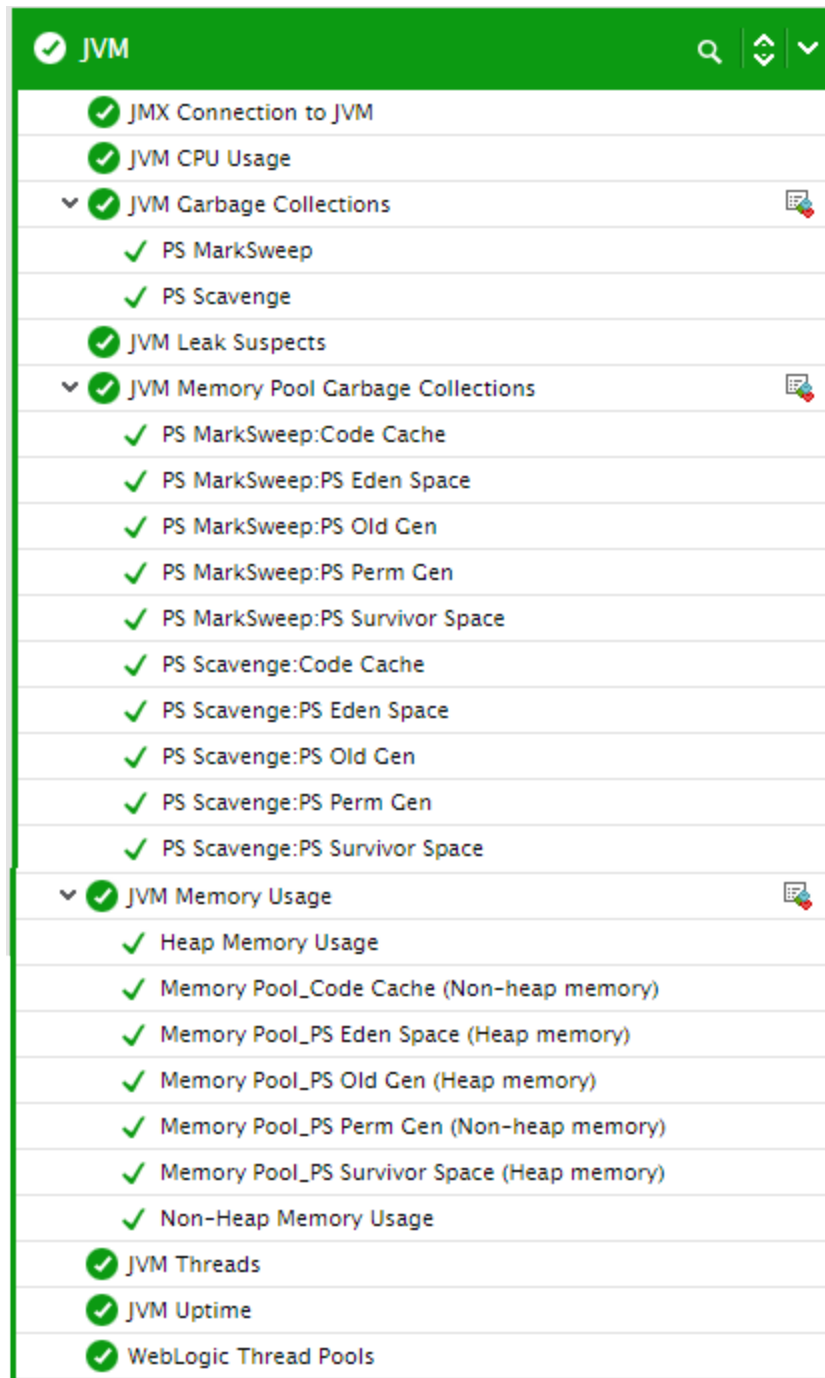 JVM
JMX Connection to JVM
JVM CPU Usage
JVM Garbage Collections
PS MarkSweep
PS Scavenge
JVM Leak Suspects
JVM Memory Pool Garbage Collections
PS MarkSweep:Code Cache
PS MarkSweep:PS Eden Space
PS MarkSweep:PS Old Gen
PS MarkSweep:PS Perm Gen
PS MarkSweep:PS Survivor Space
PS Scavenge:Code Cache
PS Scavenge:PS Eden Space
PS Scavenge:PS Old Gen
PS Scavenge:PS Perm Gen
PS Scavenge:PS Survivor Space
JVM Memory Usage
Heap Memory Usage
Memory Pool_Code Cache (Non-heap memory)
Memory Pool_PS Eden Space (Heap memory)
Memory Pool_PS Old Gen (Heap memory)
Memory Pool_PS Perm Gen (Non-heap memory)
Memory Pool_PS Survivor Space (Heap memory)
Non-Heap Memory Usage
JVM Threads
JVM Uptime
WebLogic Thread Pools